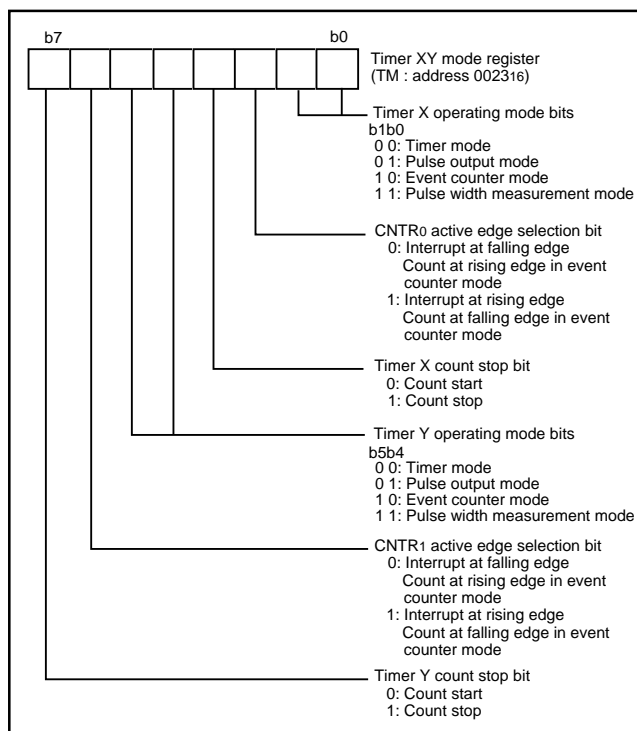 b7 b0
Timer XY mode register
(TM : address 002316)
Timer X operating mode bits
b1b0
0 0: Timer mode
0 1: Pulse output mode
1 0: Event counter mode
1 1: Pulse width measurement mode
CNTR0 active edge selection bit
0: Interrupt at falling edge
Count at rising edge in event
counter mode
1: Interrupt at rising edge
Count at falling edge in event
counter mode
Timer X count stop bit
0: Count start
1: Count stop
Timer Y operating mode bits
b5b4
0 0: Timer mode
0 1: Pulse output mode
1 0: Event counter mode
1 1: Pulse width measurement mode
CNTR1 active edge selection bit
0: Interrupt at falling edge
Count at rising edge in event
counter mode
1: Interrupt at rising edge
Count at falling edge in event
counter mode
Timer Y count stop bit
0: Count start
1: Count stop